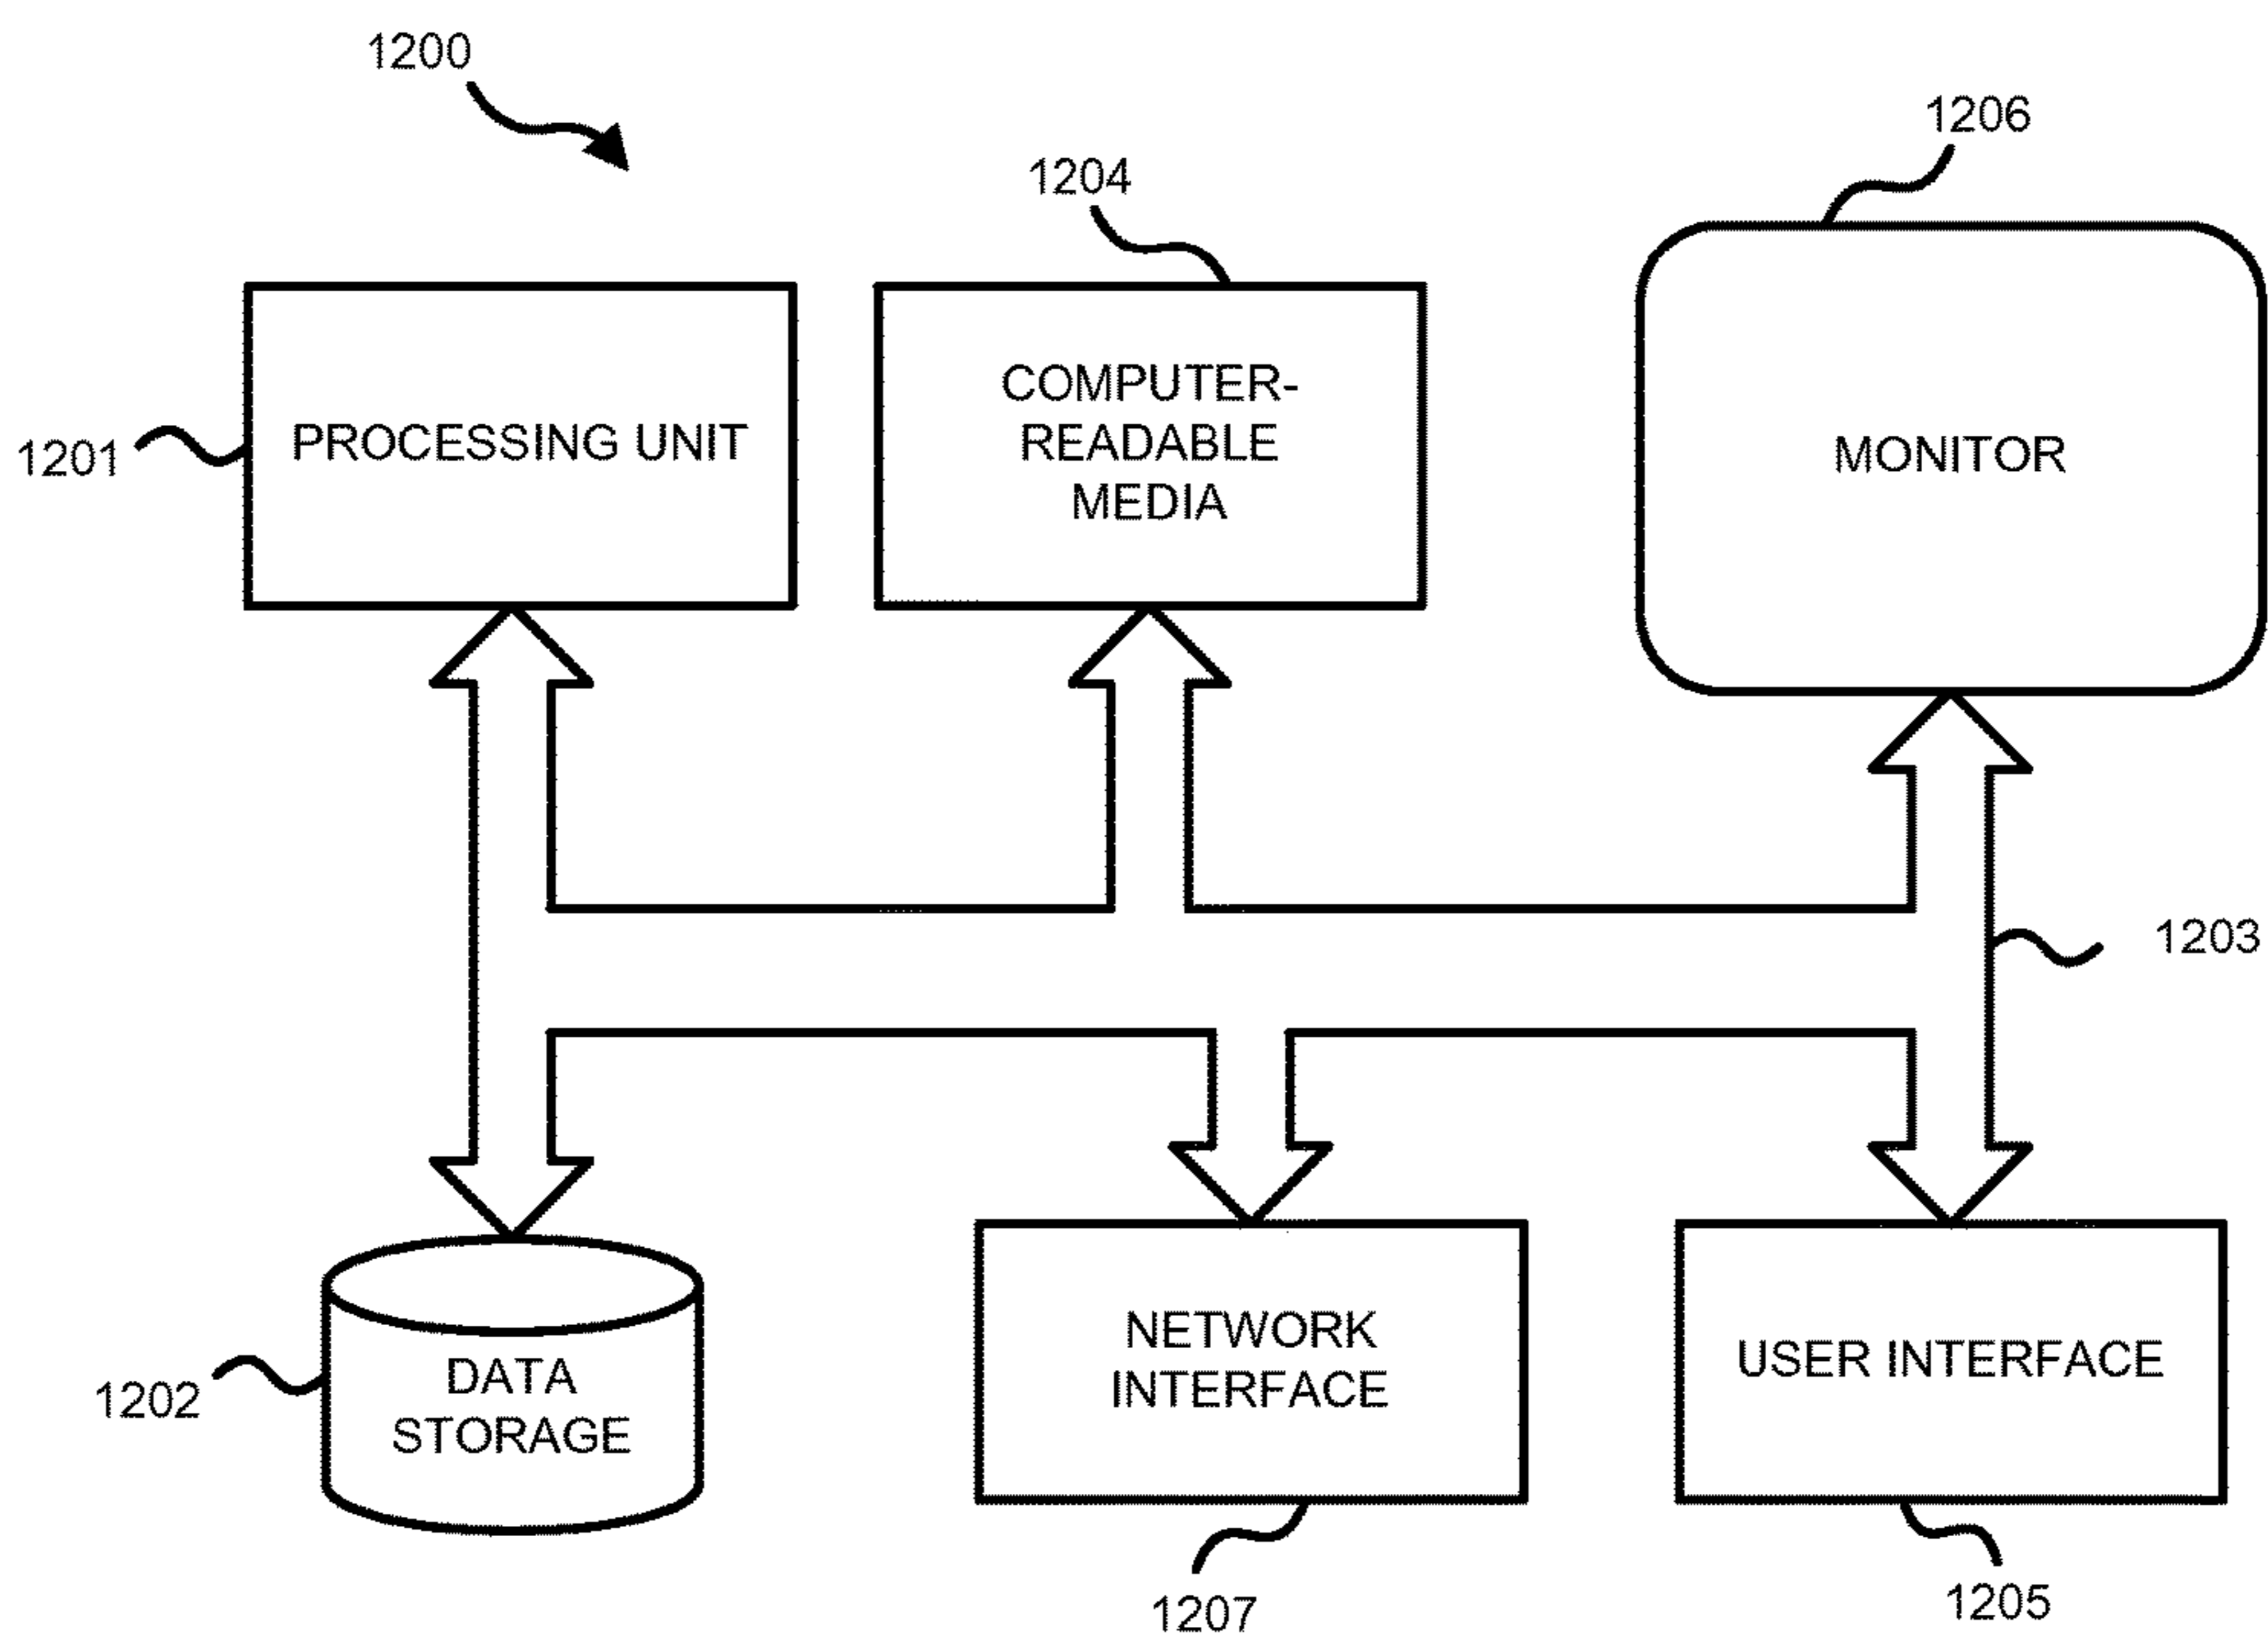 1200
1204
1206
1201
PROCESSING UNIT
COMPUTER-
READABLE
MEDIA
MONITOR
1203
1202
DATA
STORAGE
NETWORK
INTERFACE
USER INTERFACE
1207
1205